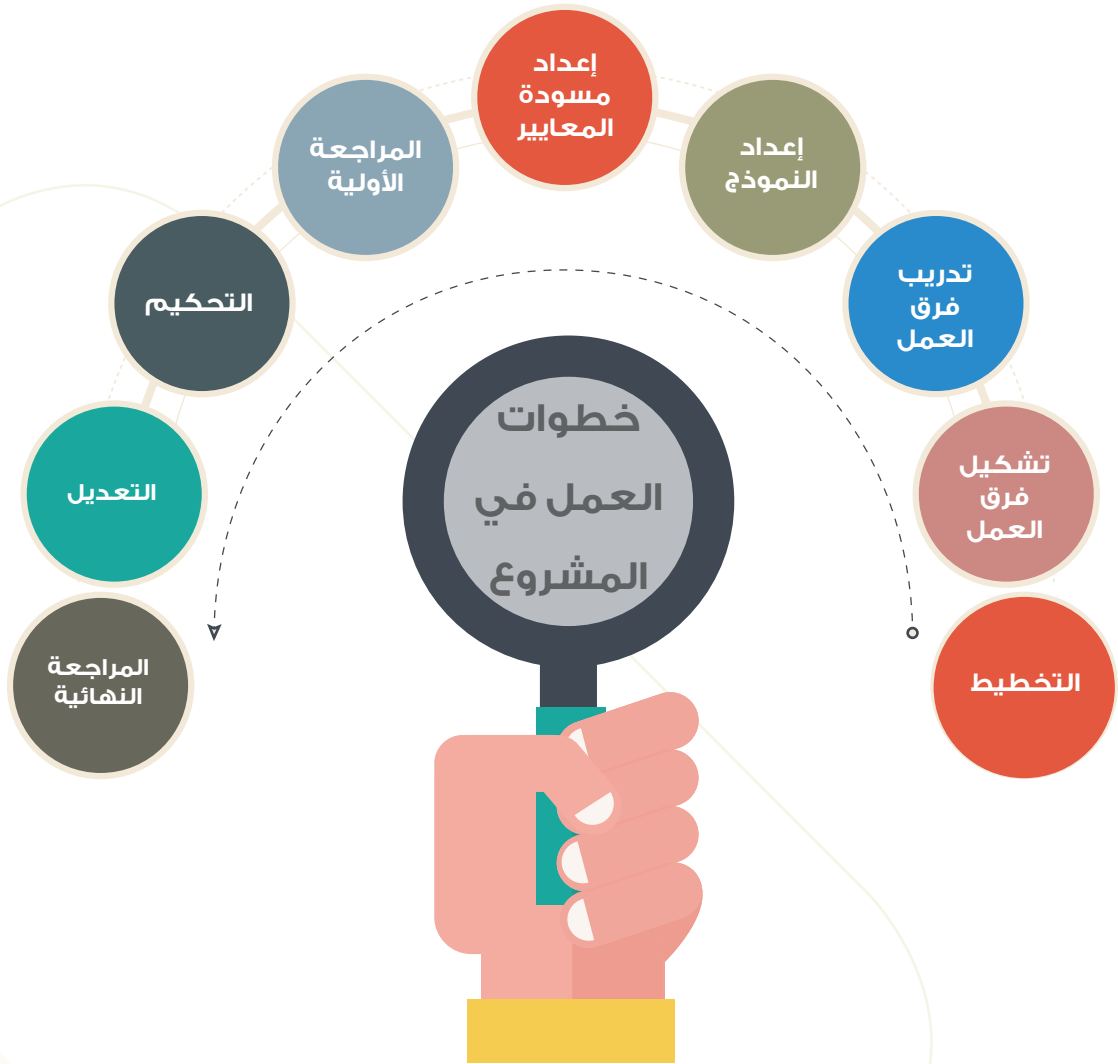 خطوات
العمل في
المشروع
التخطيط
تشكيل
فرق
العمل
تدريب
فرق
العمل
إعداد
النموذج
إعداد
مسودة
المعايير
المراجعة
الأولية
التحكيم
التعديل
المراجعة
النهائية